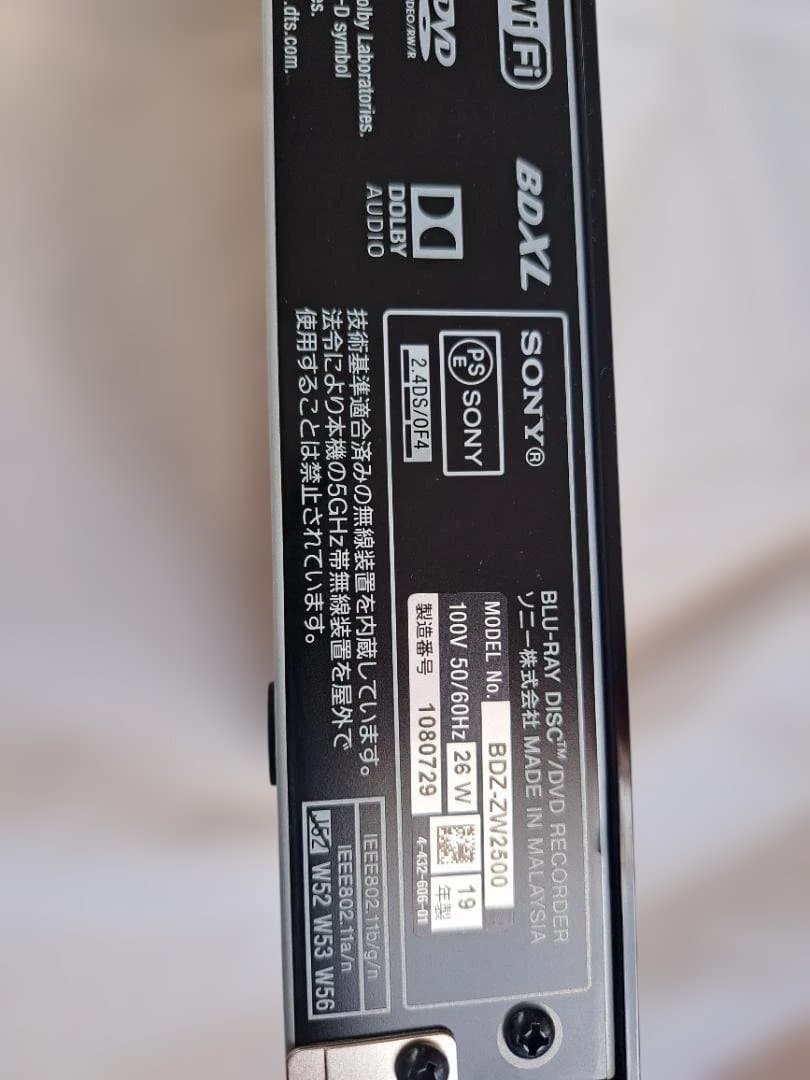 Wi Fi
DVD
VIDEO/RW/R
olby Laboratories.
-D symbol
es.
.dts.com.
BDXL
DOLBY
AUDIO
SONY®
PS
E
SONY
2.4DS/OF4
技術基準適合済みの無線装置を内蔵しています。
法令により本機の5GHz帯無線装置を屋外で
使用することは禁止されています。
BLU-RAY DISC™/DVD RECORDER
ソニー株式会社 MADE IN MALAYSIA
MODEL No. BDZ-ZW2500
100V 50/60Hz 26 W
19 年製
製造番号 1080729
4-432-606-01
IEEE802.11b/g/n
IEEE802.11a/n
J52 W52 W53 W56